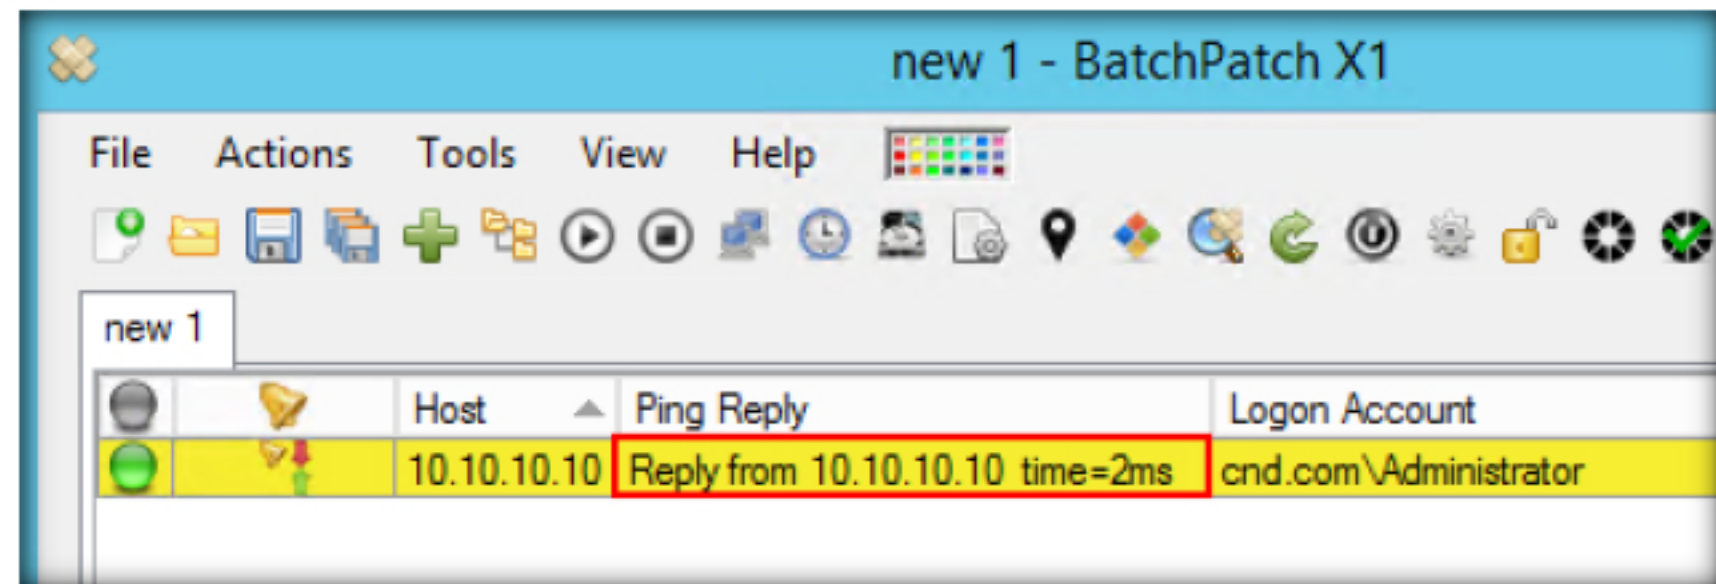 new 1 - BatchPatch X1
File Actions Tools View Help
new 1
Host Ping Reply Logon Account
10.10.10.10 Reply from 10.10.10.10 time=2ms cnd.com\Administrator